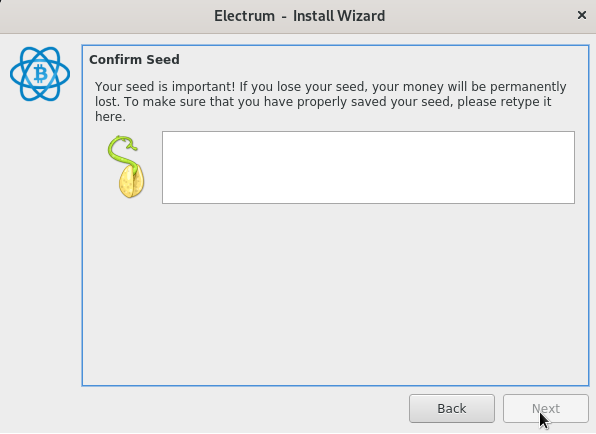 Electrum - Install Wizard
×
Confirm Seed
Your seed is important! If you lose your seed, your money will be permanently
lost. To make sure that you have properly saved your seed, please retype it
here.
Back
Next